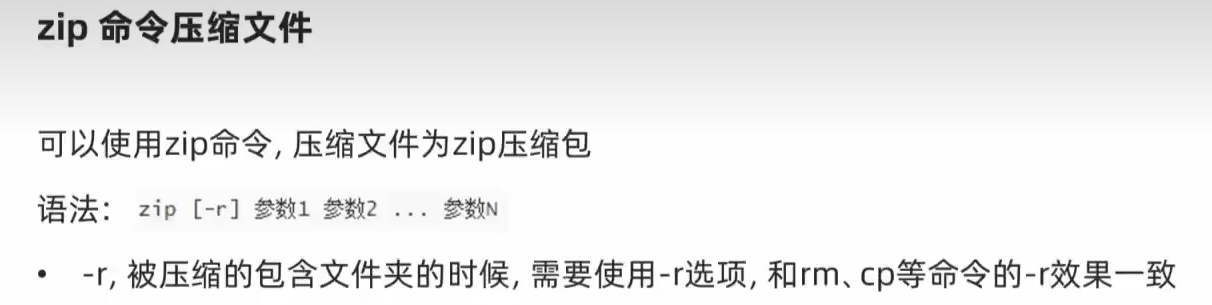 zip 命令压缩文件
可以使用zip命令, 压缩文件为zip压缩包
语法: zip [-r] 参数1 参数2 ... 参数N
• -r, 被压缩的包含文件夹的时候, 需要使用-r选项, 和rm、cp等命令的-r效果一致